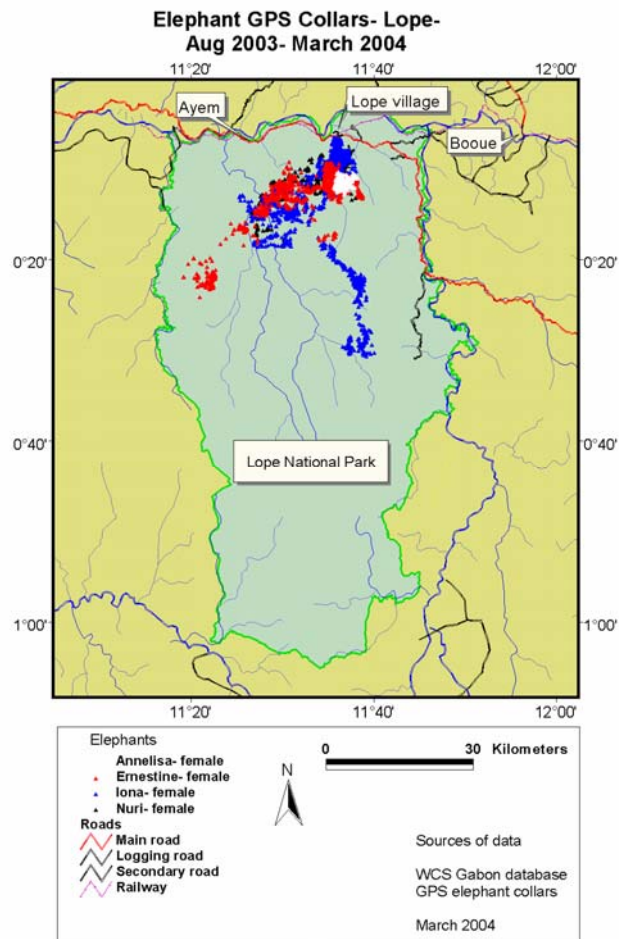 Elephant GPS Collars- Lope-
Aug 2003- March 2004
11°20'
11°40'
12°00'
Ayem
Lope village
Booue
0°20'
0°20'
0°40'
0°40'
Lope National Park
1°00'
1°00'
11°20'
11°40'
12°00'
Elephants
Annelisa- female
Ernestine- female
Iona- female
Nuri- female
Roads
Main road
Logging road
Secondary road
Railway
N
0 30 Kilometers
Sources of data
WCS Gabon database
GPS elephant collars
March 2004